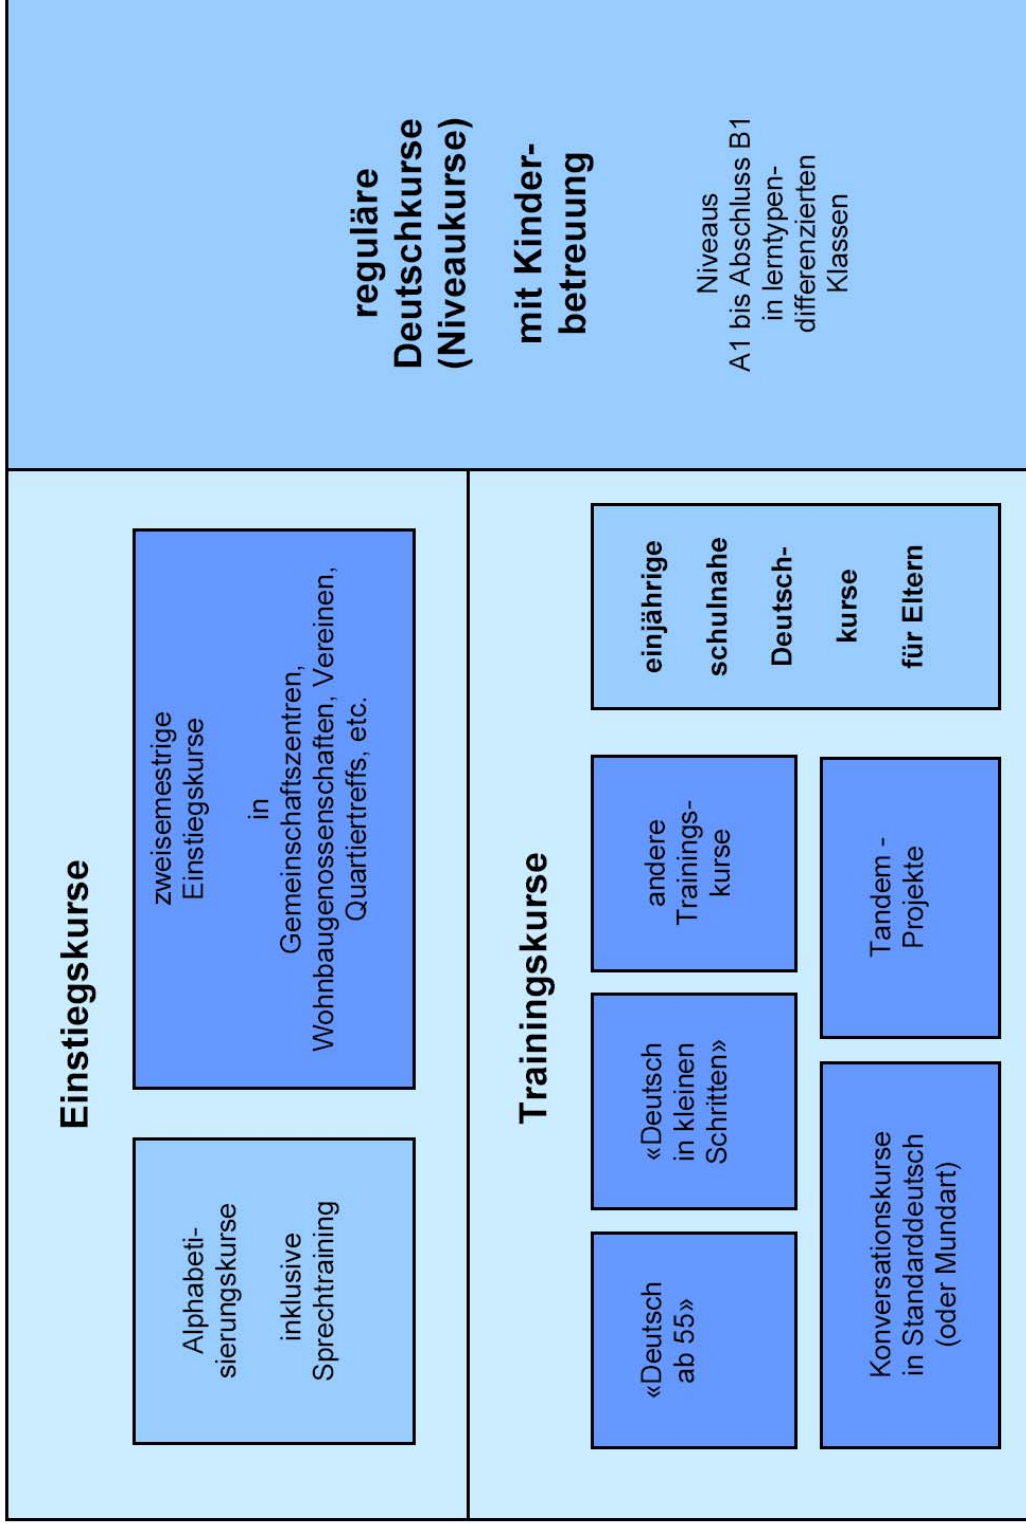 Einstiegskurse
Alphabeti-
sierungskurse
inklusive
Sprechtraining
zweisemestrige
Einstiegskurse
in
Gemeinschaftszentren,
Wohnbaugenossenschaften, Vereinen,
Quartiertreffs, etc.
Trainingskurse
«Deutsch
ab 55»
«Deutsch
in kleinen
Schritten»
andere
Trainings-
kurse
Konversationskurse
in Standarddeutsch
(oder Mundart)
Tandem -
Projekte
einjährige
schulnahe
Deutsch-
kurse
für Eltern
reguläre
Deutschkurse
(Niveaukurse)
mit Kinder-
betreuung
Niveaus
A1 bis Abschluss B1
in lerntypen-
differenzierten
Klassen